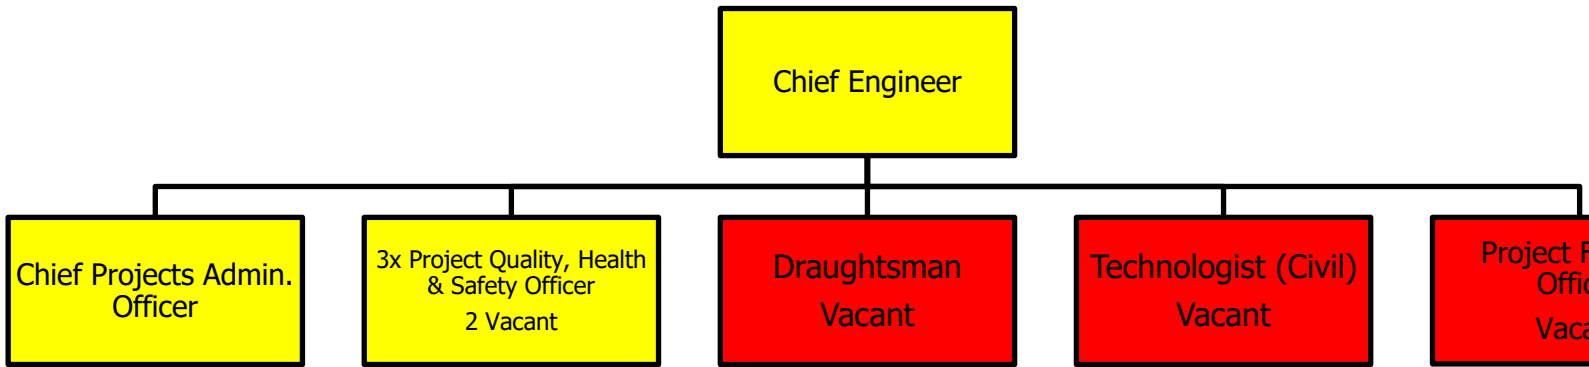 Chief Engineer
Chief Projects Admin.
Officer
3x Project Quality, Health
& Safety Officer
2 Vacant
Draughtsman
Vacant
Technologist (Civil)
Vacant
Project